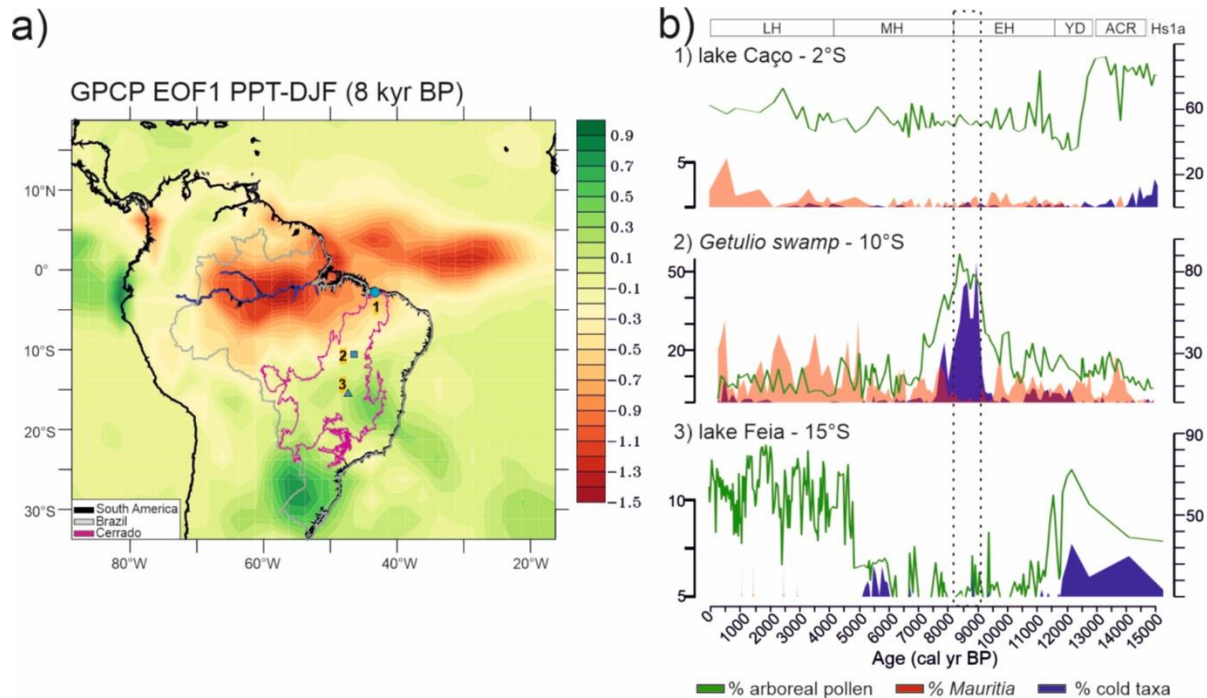 a)
GPCP EOF1 PPT-DJF (8 kyr BP)
10°N
0°
10°S
20°S
30°S
80°W
60°W
40°W
20°W
0.9
0.7
0.5
0.3
0.1
−0.1
−0.3
−0.5
−0.7
−0.9
−1.1
−1.3
−1.5
1
2
3
South America
Brazil
Cerrado
b)
LH MH EH YD ACR Hs1a
1) lake Caço - 2°S
5
5
60
20
2) Getulio swamp - 10°S
50
20
80
30
3) lake Feia - 15°S
10
5
90
50
0 1000 2000 3000 4000 5000 6000 7000 8000 9000 10000 11000 12000 13000 14000 15000
Age (cal yr BP)
% arboreal pollen % Mauritia % cold taxa